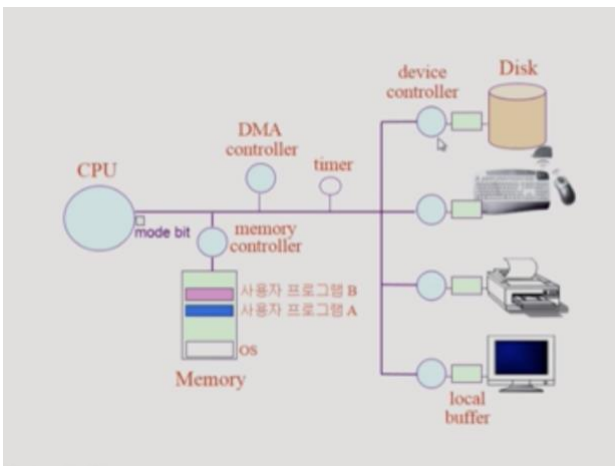 device
controller
Disk
DMA
controller
timer
CPU
mode bit
memory
controller
사용자 프로그램 B
사용자 프로그램 A
OS
Memory
local
buffer